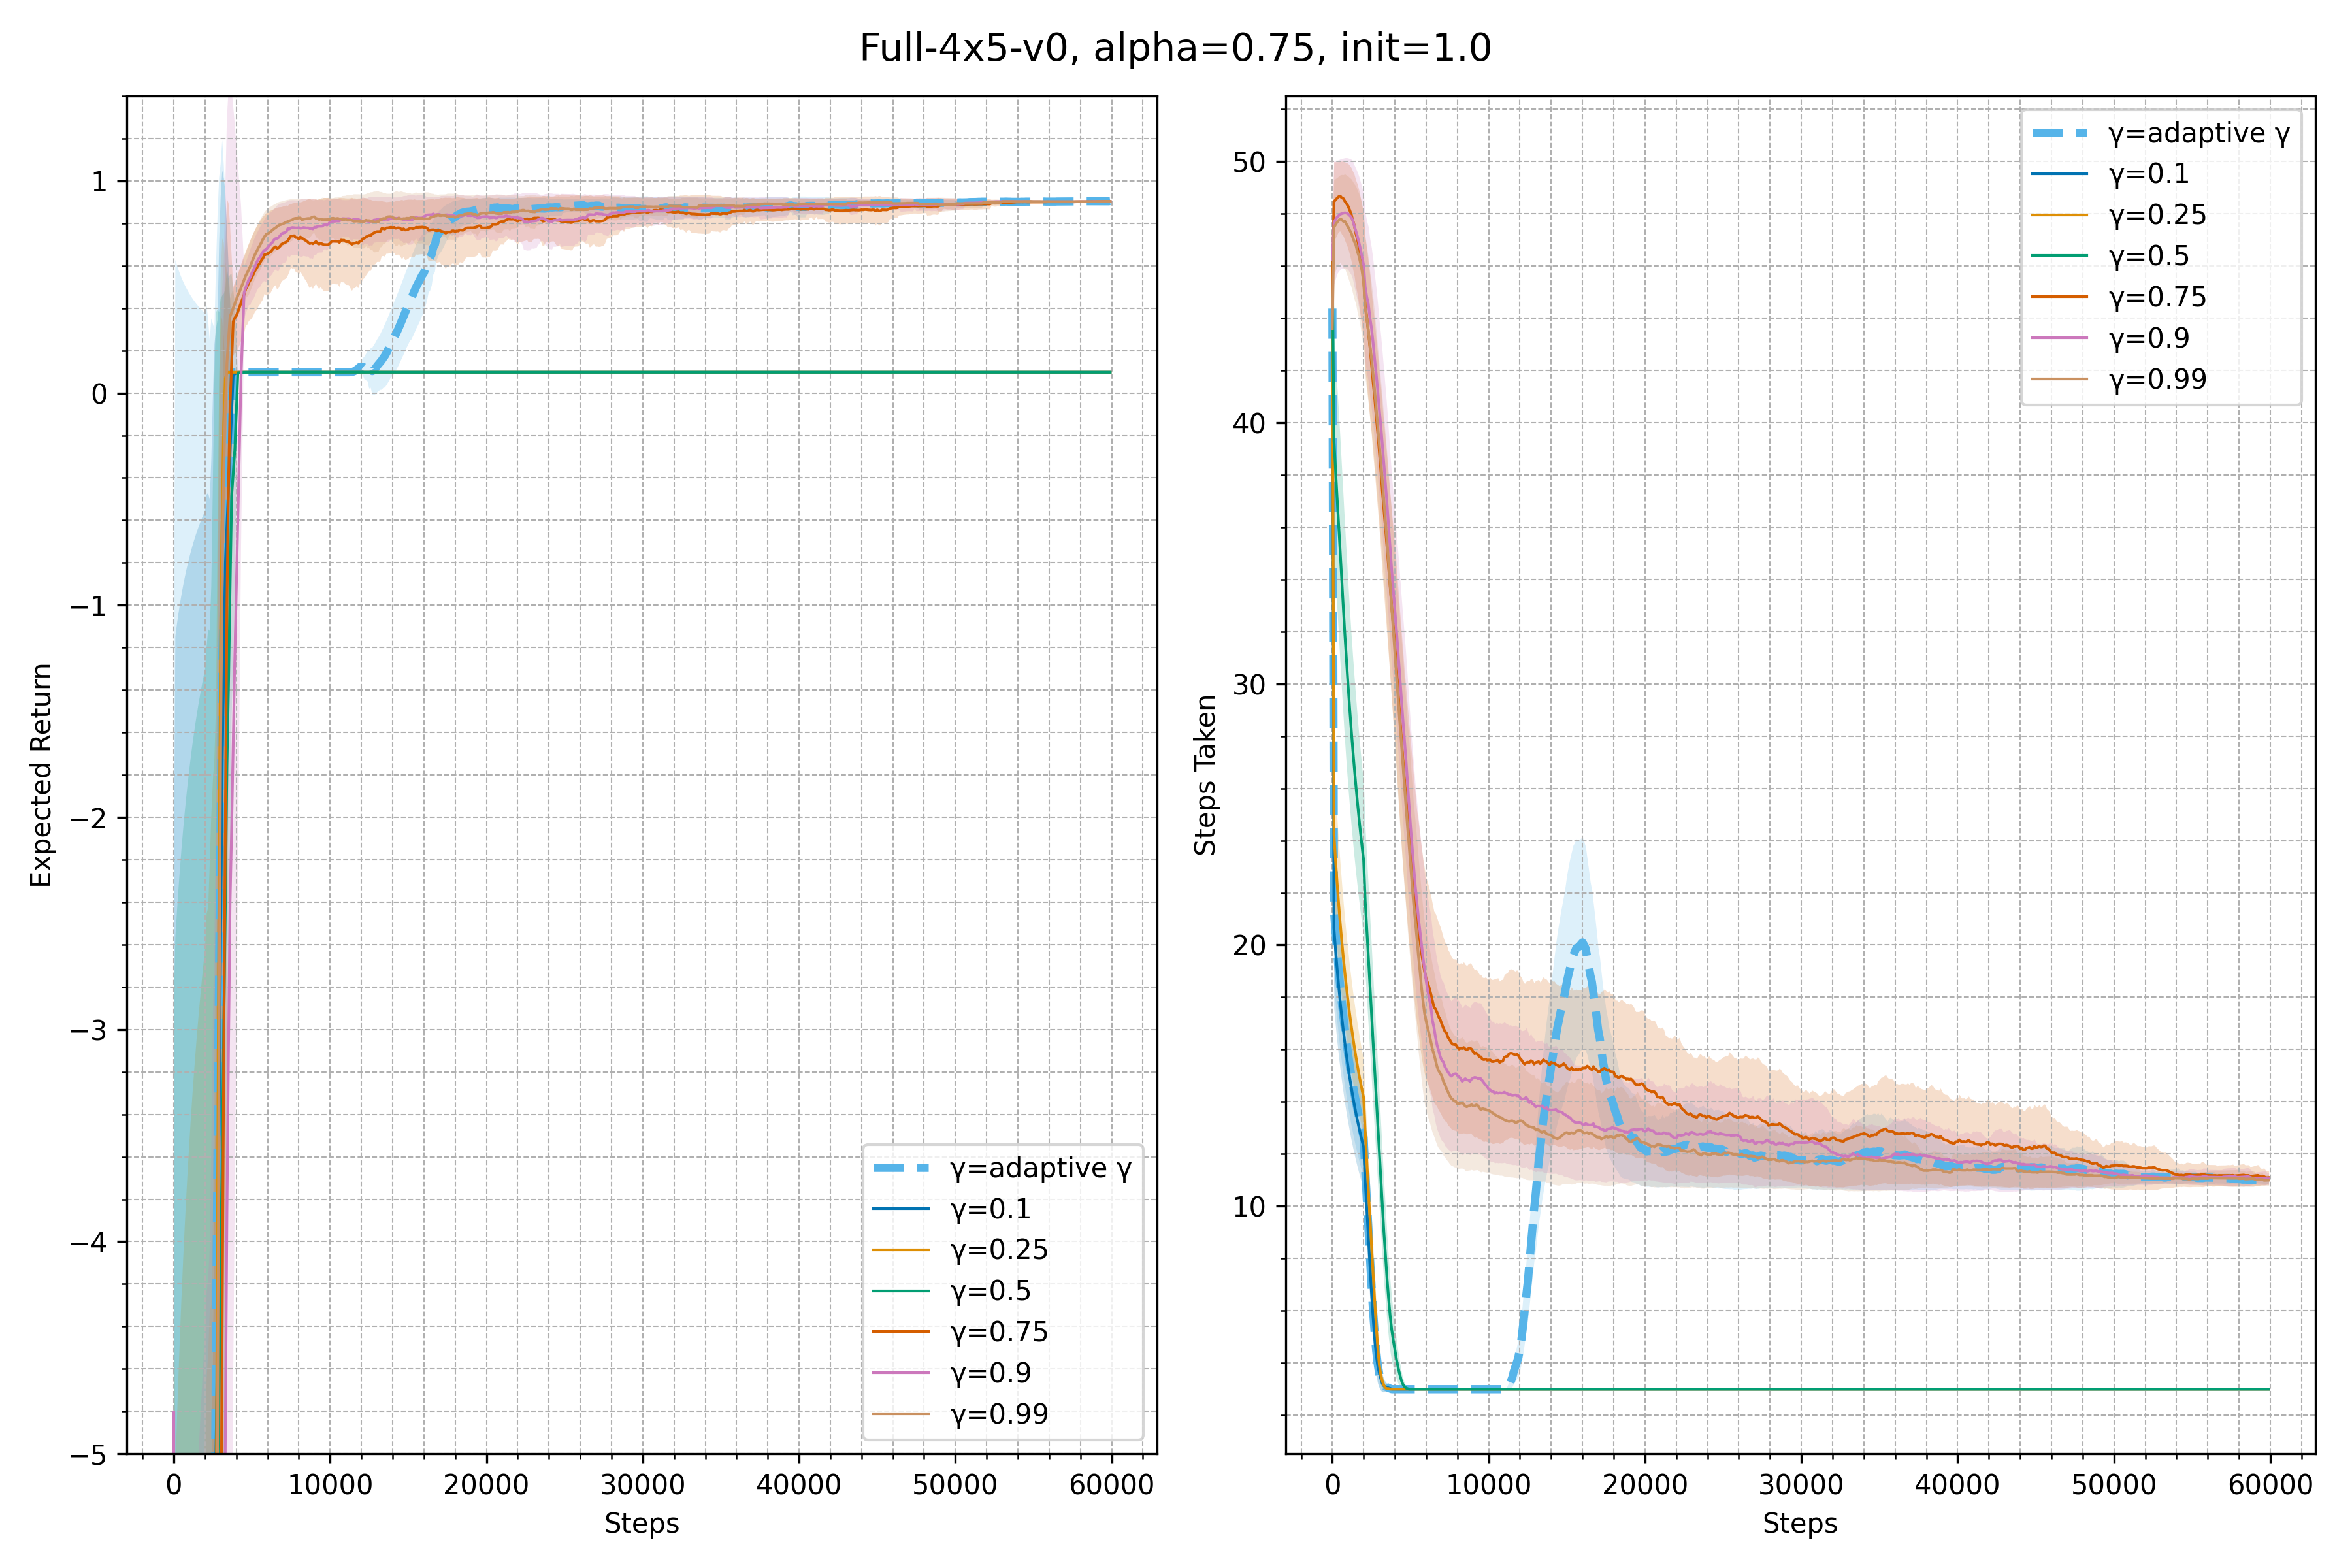 Full-4x5-v0, alpha=0.75, init=1.0
Expected Return
1
0
−1
−2
−3
−4
−5
0
10000
20000
30000
40000
50000
60000
Steps
γ=adaptive γ
γ=0.1
γ=0.25
γ=0.5
γ=0.75
γ=0.9
γ=0.99
Steps Taken
50
40
30
20
10
0
10000
20000
30000
40000
50000
60000
Steps
γ=adaptive γ
γ=0.1
γ=0.25
γ=0.5
γ=0.75
γ=0.9
γ=0.99